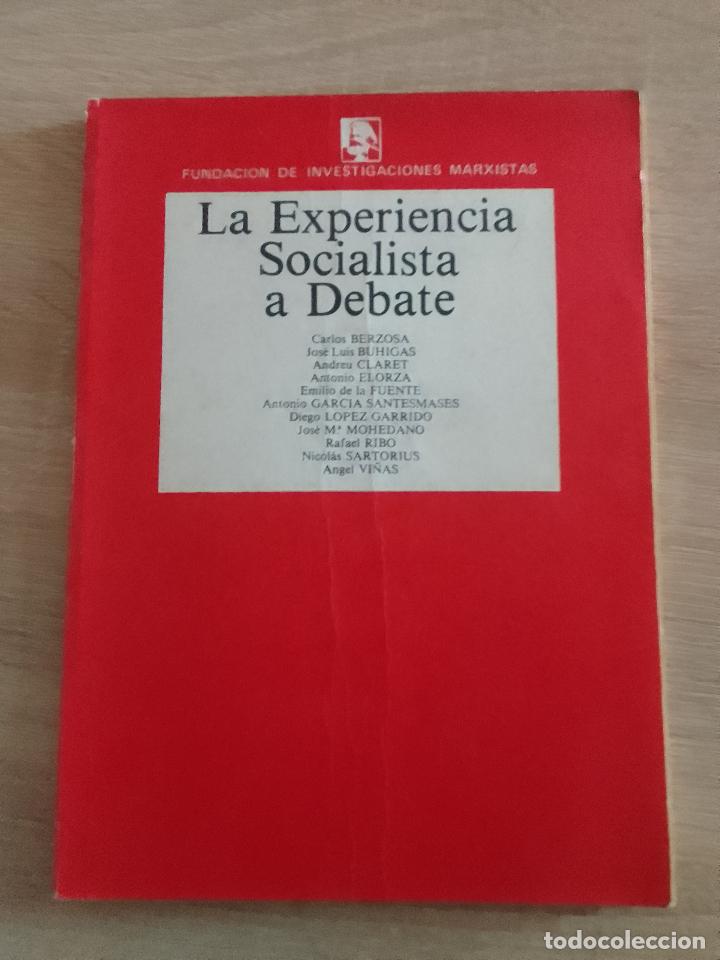 FUNDACION DE INVESTIGACIONES MARXISTAS
La Experiencia
Socialista
a Debate
Carlos BERZOSA
José Luis BUHIGAS
Andreu CLARET
Antonio ELORZA
Emilio de la FUENTE
Antonio GARCIA SANTESMASES
Diego LOPEZ GARRIDO
José Mª MOHEDANO
Rafael RIBO
Nicolás SARTORIUS
Angel VIÑAS
todocoleccion.net